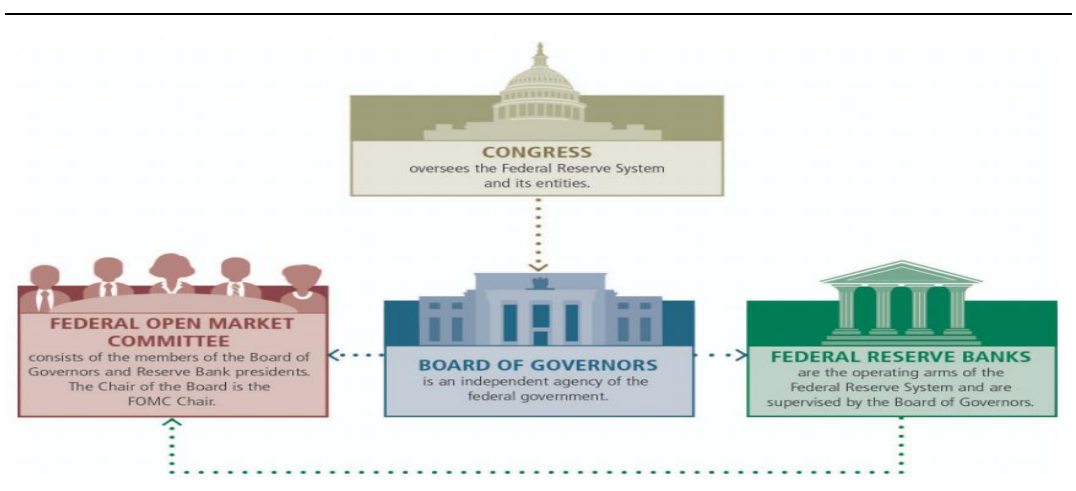 CONGRESS
oversees the Federal Reserve System
and its entities.
FEDERAL OPEN MARKET
COMMITTEE
consists of the members of the Board of
Governors and Reserve Bank presidents.
The Chair of the Board is the
FOMC Chair.
BOARD OF GOVERNORS
is an independent agency of the
federal government.
FEDERAL RESERVE BANKS
are the operating arms of the
Federal Reserve System and are
supervised by the Board of Governors.